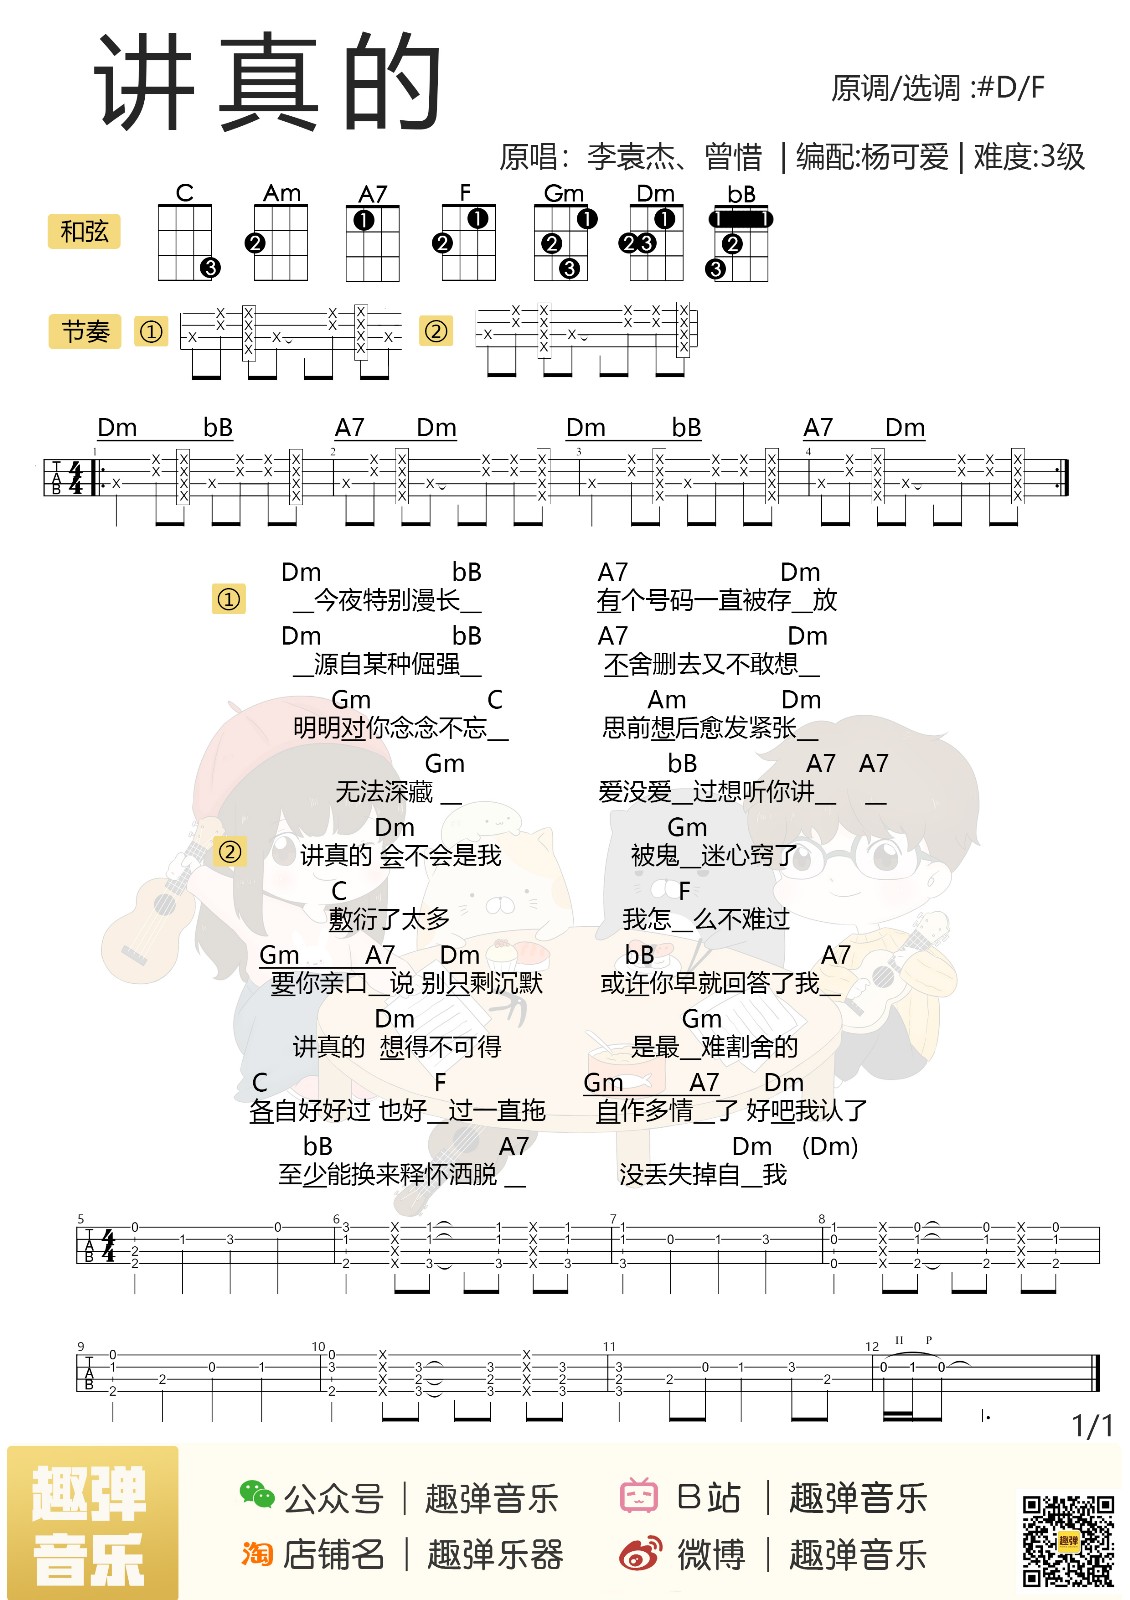 讲真的
原调/选调 :#D/F
原唱：李袁杰、曾惜 | 编配:杨可爱 | 难度:3级
和弦 C Am A7 F Gm Dm bB
节奏 ① ②
Dm bB A7 Dm Dm bB A7 Dm
Dm bB A7 Dm
① __今夜特别漫长__ 有个号码一直被存__放
Dm bB A7 Dm
__源自某种倔强__ 不舍删去又不敢想__
Gm C Am Dm
明明对你念念不忘__ 思前想后愈发紧张__
Gm bB A7 A7
无法深藏 __ 爱没爱__过想听你讲__ __
Dm Gm
② 讲真的 会不会是我 被鬼__迷心窍了
C F
敷衍了太多 我怎__么不难过
Gm A7 Dm bB A7
要你亲口__说 别只剩沉默 或许你早就回答了我__
Dm Gm
讲真的 想得不可得 是最__难割舍的
C F Gm A7 Dm
各自好好过 也好__过一直拖 自作多情__了 好吧我认了
bB A7 Dm (Dm)
至少能换来释怀洒脱 __ 没丢失掉自__我
1/1
趣弹
音乐
公众号 | 趣弹音乐 B站 | 趣弹音乐
淘 店铺名 | 趣弹乐器 微博 | 趣弹音乐
趣弹